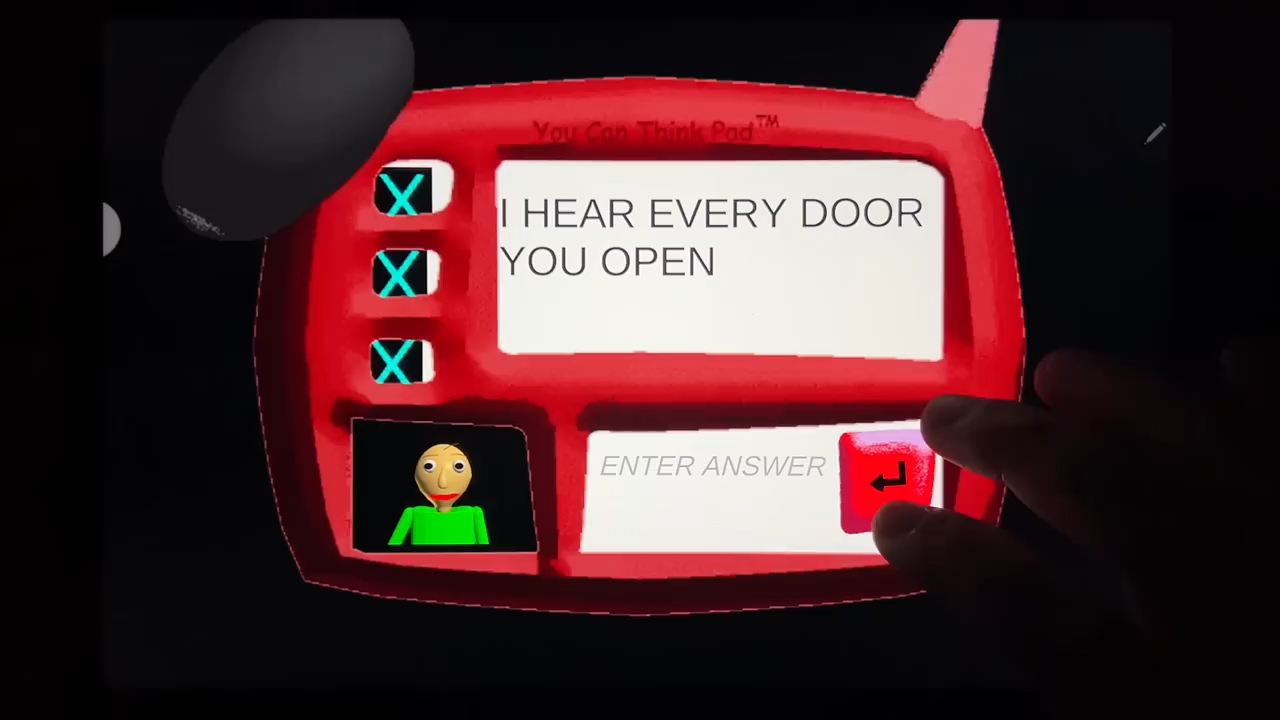 You Can Think Pad™
X
I HEAR EVERY DOOR
YOU OPEN
X
X
ENTER ANSWER